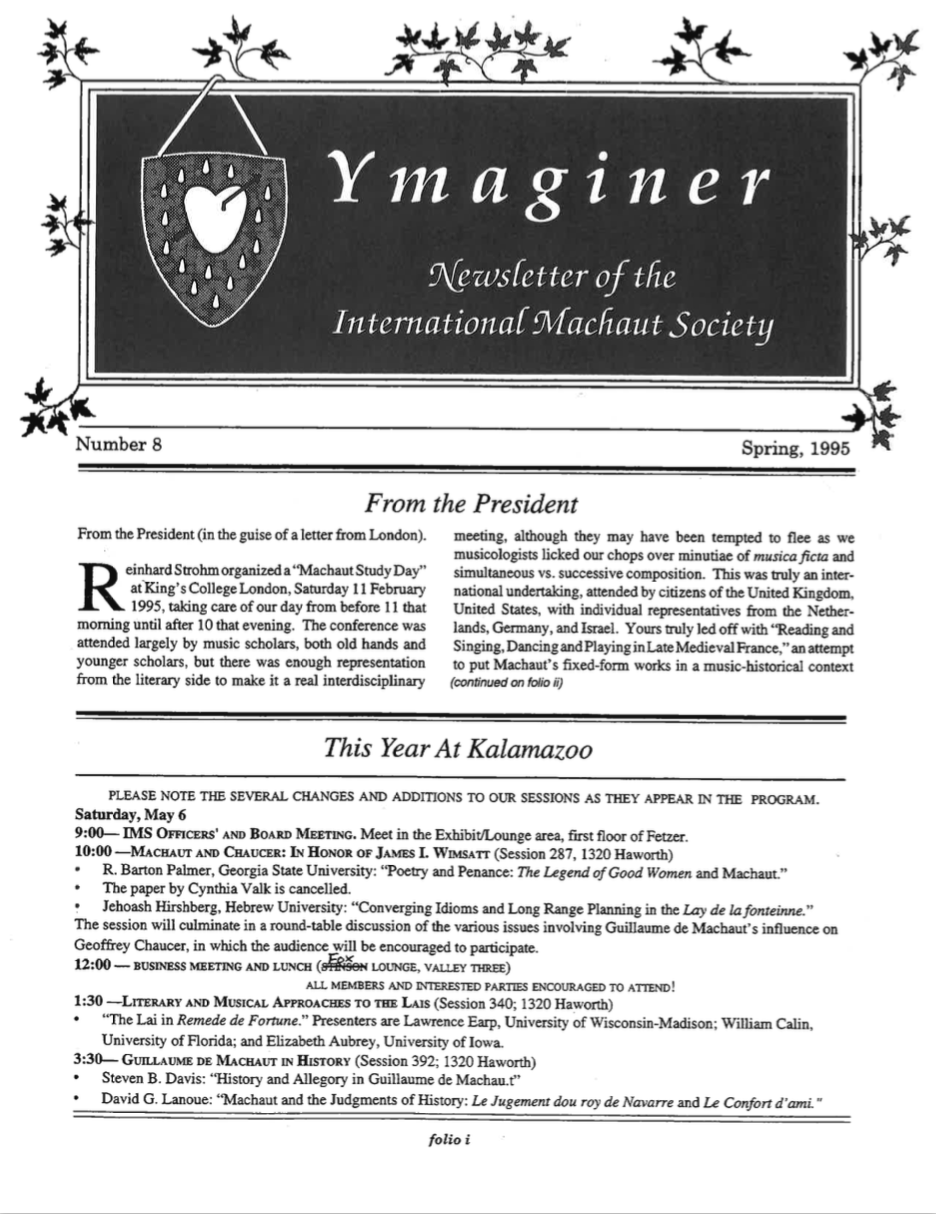 Ymaginer
Newsletter of the
International Machaut Society
Number 8
Spring, 1995
From the President
From the President (in the guise of a letter from London).
Reinhard Strohm organized a "Machaut Study Day"
at King's College London, Saturday 11 February
1995, taking care of our day from before 11 that
morning until after 10 that evening. The conference was
attended largely by music scholars, both old hands and
younger scholars, but there was enough representation
from the literary side to make it a real interdisciplinary
meeting, although they may have been tempted to flee as we
musicologists licked our chops over minutiae of musica ficta and
simultaneous vs. successive composition. This was truly an inter-
national undertaking, attended by citizens of the United Kingdom,
United States, with individual representatives from the Nether-
lands, Germany, and Israel. Yours truly led off with "Reading and
Singing, Dancing and Playing in Late Medieval France," an attempt
to put Machaut's fixed-form works in a music-historical context
(continued on folio ii)
This Year At Kalamazoo
PLEASE NOTE THE SEVERAL CHANGES AND ADDITIONS TO OUR SESSIONS AS THEY APPEAR IN THE PROGRAM.
Saturday, May 6
9:00— IMS OFFICERS' AND BOARD MEETING. Meet in the Exhibit/Lounge area, first floor of Fetzer.
10:00 —MACHAUT AND CHAUCER: IN HONOR OF JAMES I. WIMSATT (Session 287, 1320 Haworth)
• R. Barton Palmer, Georgia State University: "Poetry and Penance: The Legend of Good Women and Machaut."
• The paper by Cynthia Valk is cancelled.
• Jehoash Hirshberg, Hebrew University: "Converging Idioms and Long Range Planning in the Lay de la fonteinne."
The session will culminate in a round-table discussion of the various issues involving Guillaume de Machaut's influence on
Geoffrey Chaucer, in which the audience will be encouraged to participate.
Fox
12:00 — BUSINESS MEETING AND LUNCH (STINSON LOUNGE, VALLEY THREE)
ALL MEMBERS AND INTERESTED PARTIES ENCOURAGED TO ATTEND!
1:30 —LITERARY AND MUSICAL APPROACHES TO THE LAIS (Session 340; 1320 Haworth)
• "The Lai in Remede de Fortune." Presenters are Lawrence Earp, University of Wisconsin-Madison; William Calin,
University of Florida; and Elizabeth Aubrey, University of Iowa.
3:30— GUILLAUME DE MACHAUT IN HISTORY (Session 392; 1320 Haworth)
• Steven B. Davis: "History and Allegory in Guillaume de Machau.t"
• David G. Lanoue: "Machaut and the Judgments of History: Le Jugement dou roy de Navarre and Le Confort d'ami."
folio i